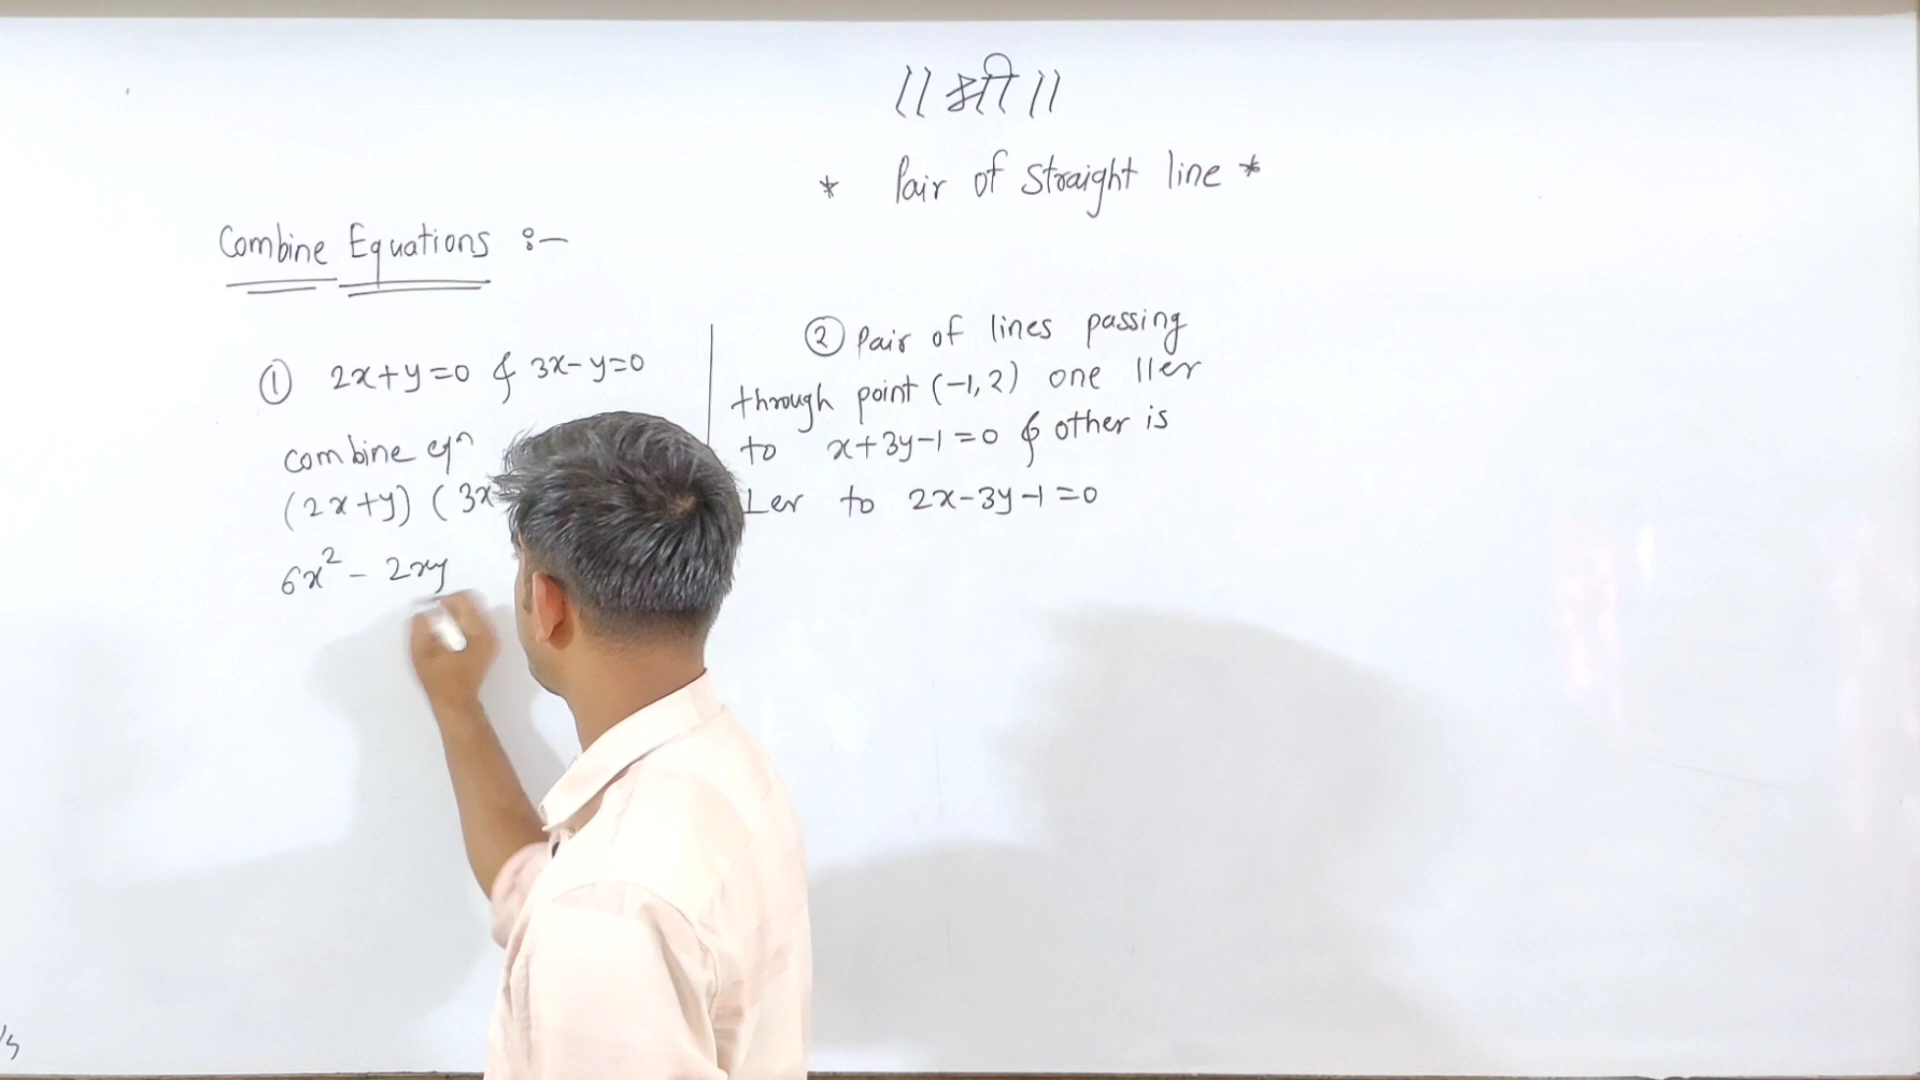 ।। श्री ।।
* Pair of straight line *
Combine Equations :-
① 2x+y=0 & 3x-y=0
combine eqn
(2x+y) (3x
6x² - 2xy
② Pair of lines passing
through point (-1,2) one ller
to x+3y-1=0 & other is
Ler to 2x-3y-1=0